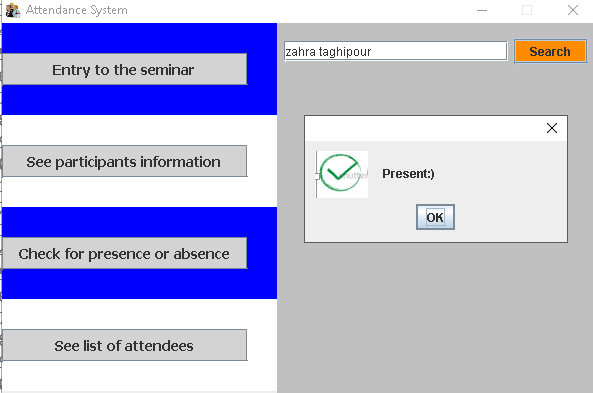 Attendance System
Entry to the seminar
See participants information
Check for presence or absence
See list of attendees
zahra taghipour
Search
Present:)
OK